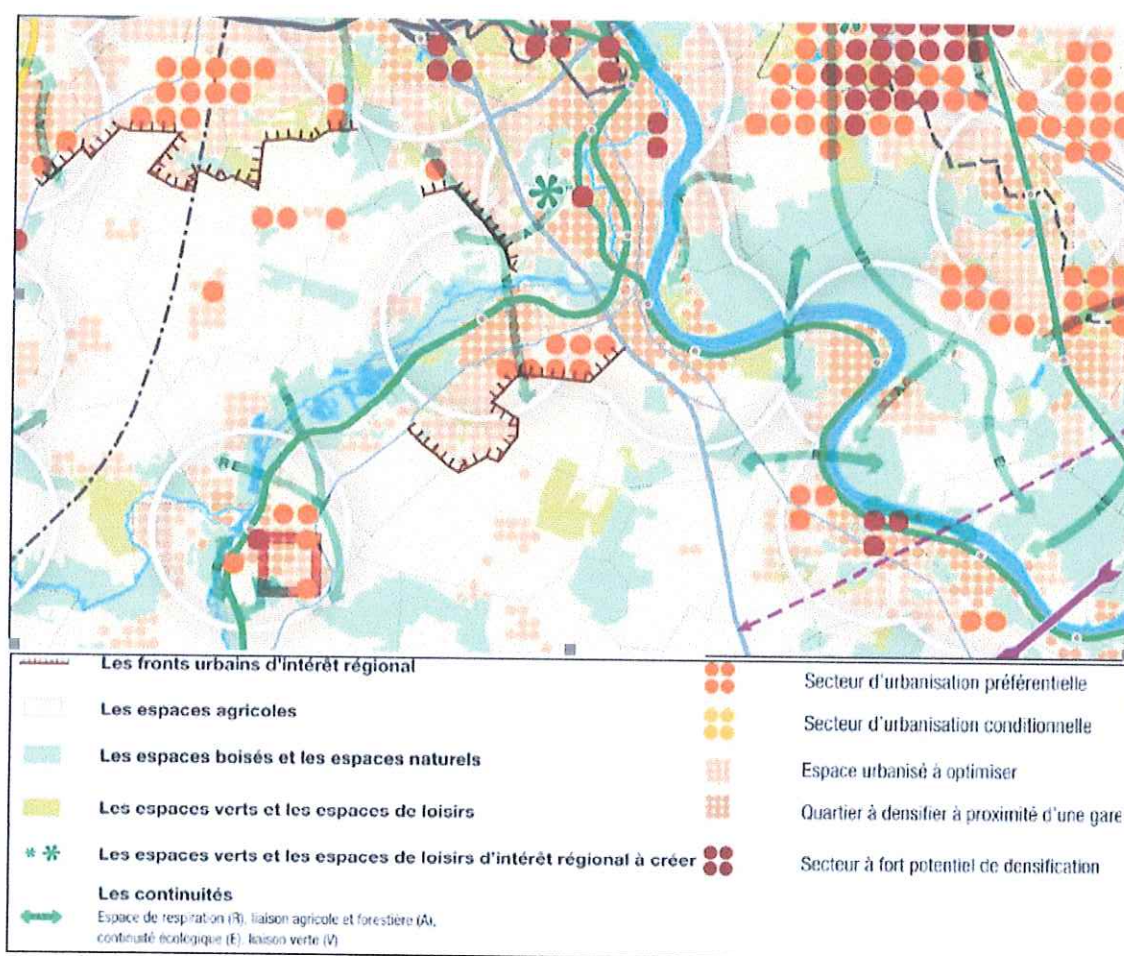 Les fronts urbains d'intérêt régional
Les espaces agricoles
Les espaces boisés et les espaces naturels
Les espaces verts et les espaces de loisirs
Les espaces verts et les espaces de loisirs d'intérêt régional à créer
Les continuités
Espace de respiration (R), liaison agricole et forestière (A),
continuité écologique (E), liaison verte (V)
Secteur d'urbanisation préférentielle
Secteur d'urbanisation conditionnelle
Espace urbanisé à optimiser
Quartier à densifier à proximité d'une gare
Secteur à fort potentiel de densification